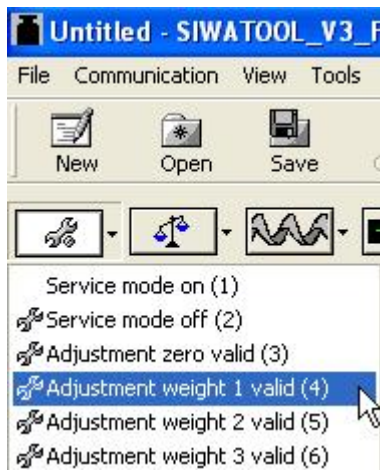 Untitled - SIWATOOL_V3_
File Communication View Tools
New Open Save
Service mode on (1)
Service mode off (2)
Adjustment zero valid (3)
Adjustment weight 1 valid (4)
Adjustment weight 2 valid (5)
Adjustment weight 3 valid (6)